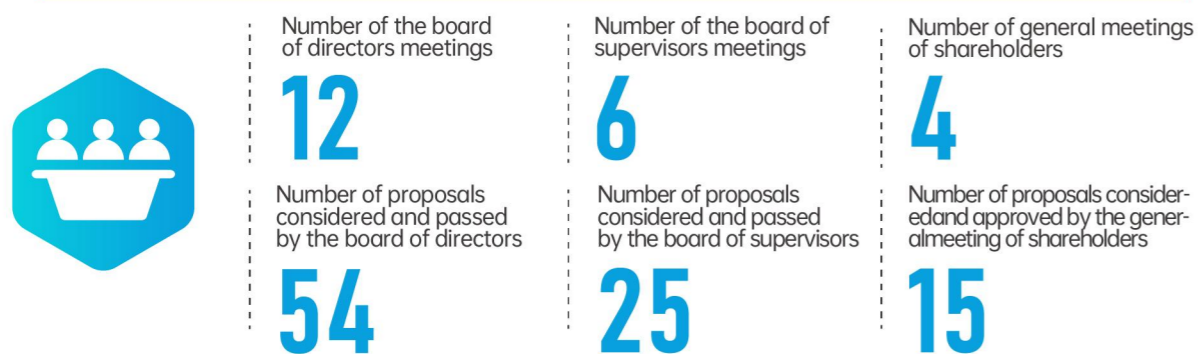 Number of the board
of directors meetings
12
Number of the board of
supervisors meetings
6
Number of general meetings
of shareholders
4
Number of proposals
considered and passed
by the board of directors
54
Number of proposals
considered and passed
by the board of supervisors
25
Number of proposals consider-
edand approved by the gener-
almeeting of shareholders
15